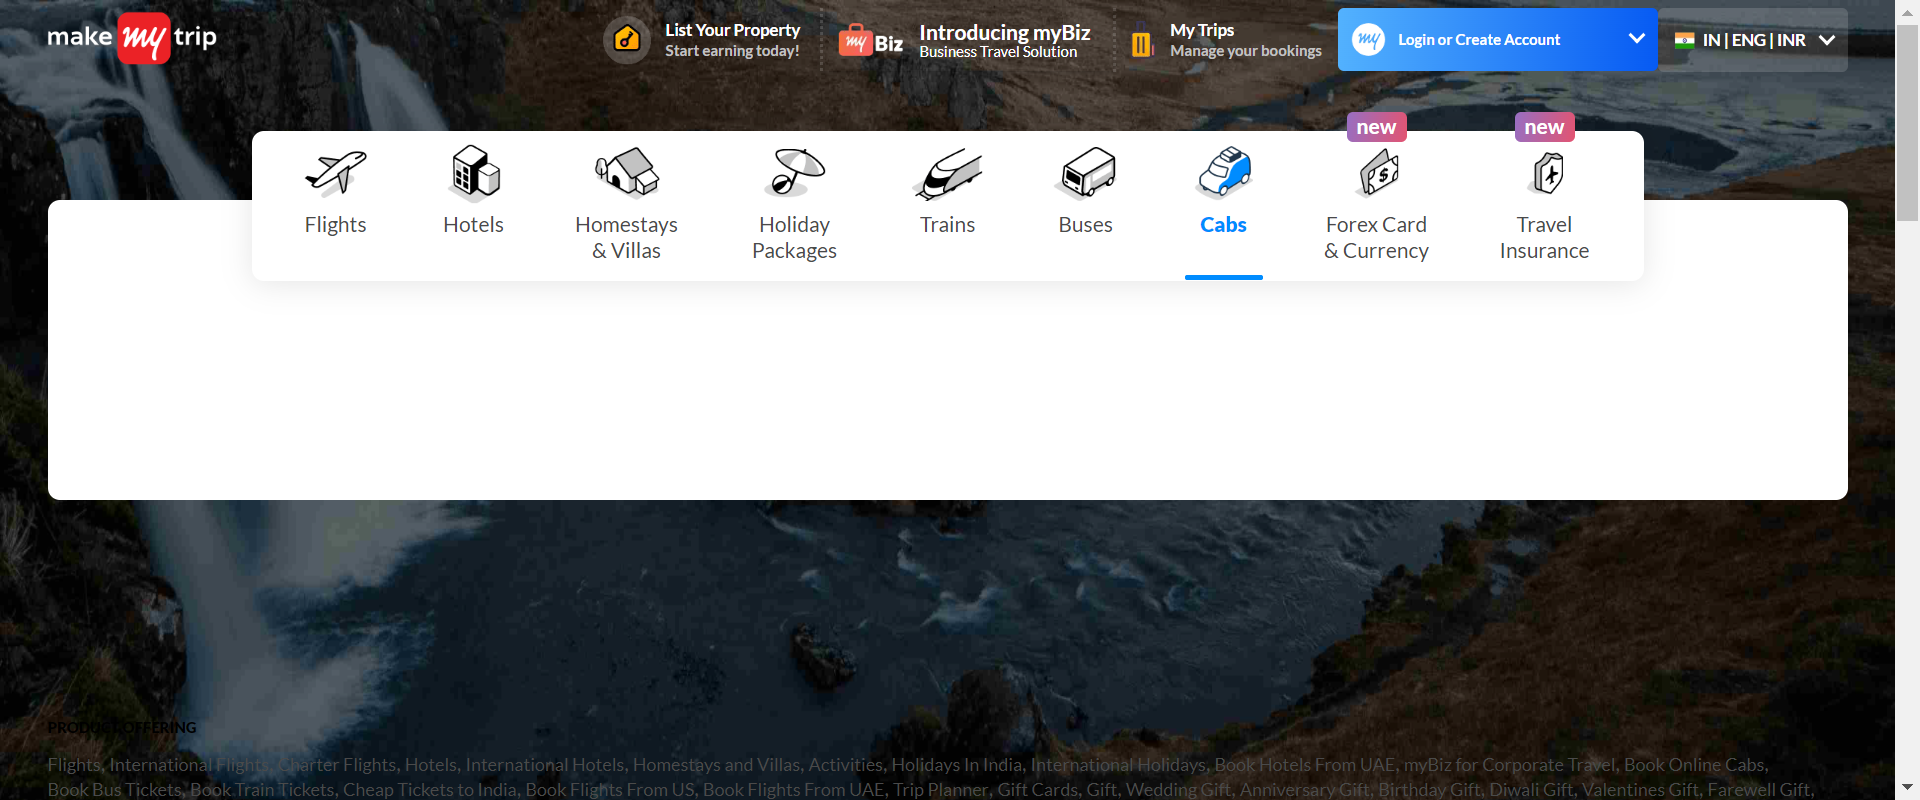 make my trip
List Your Property
Start earning today!
my Biz
Introducing myBiz
Business Travel Solution
My Trips
Manage your bookings
my
Login or Create Account
IN | ENG | INR
new
new
Flights
Hotels
Homestays
& Villas
Holiday
Packages
Trains
Buses
Cabs
Forex Card
& Currency
Travel
Insurance
PRODUCT OFFERING
Flights, International Flights, Charter Flights, Hotels, International Hotels, Homestays and Villas, Activities, Holidays In India, International Holidays, Book Hotels From UAE, myBiz for Corporate Travel, Book Online Cabs,
Book Bus Tickets, Book Train Tickets, Cheap Tickets to India, Book Flights From US, Book Flights From UAE, Trip Planner, Gift Cards, Gift, Wedding Gift, Anniversary Gift, Birthday Gift, Diwali Gift, Valentines Gift, Farewell Gift,